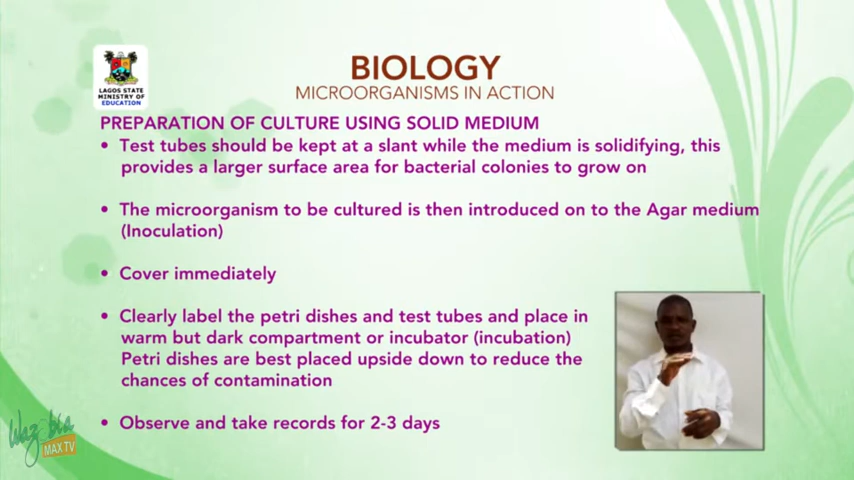 LAGOS STATE
MINISTRY OF
EDUCATION
BIOLOGY
MICROORGANISMS IN ACTION
PREPARATION OF CULTURE USING SOLID MEDIUM
• Test tubes should be kept at a slant while the medium is solidifying, this
provides a larger surface area for bacterial colonies to grow on
• The microorganism to be cultured is then introduced on to the Agar medium
(Inoculation)
• Cover immediately
• Clearly label the petri dishes and test tubes and place in
warm but dark compartment or incubator (incubation)
Petri dishes are best placed upside down to reduce the
chances of contamination
• Observe and take records for 2-3 days
Wazobia
MAX TV